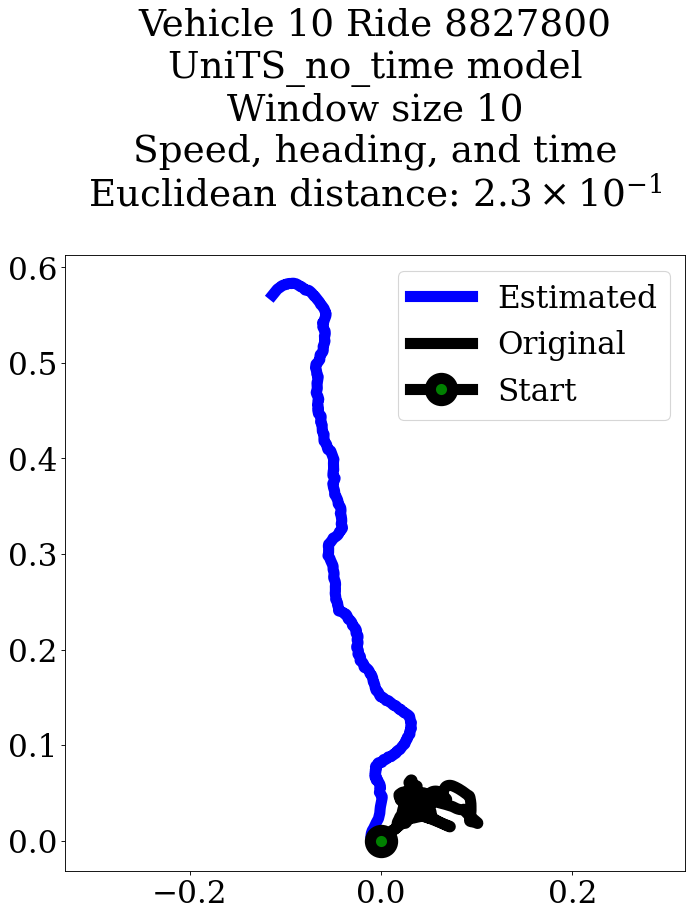 Vehicle 10 Ride 8827800
UniTS_no_time model
Window size 10
Speed, heading, and time
Euclidean distance: 2.3 × 10⁻¹
Estimated
Original
Start
0.6
0.5
0.4
0.3
0.2
0.1
0.0
−0.2 0.0 0.2